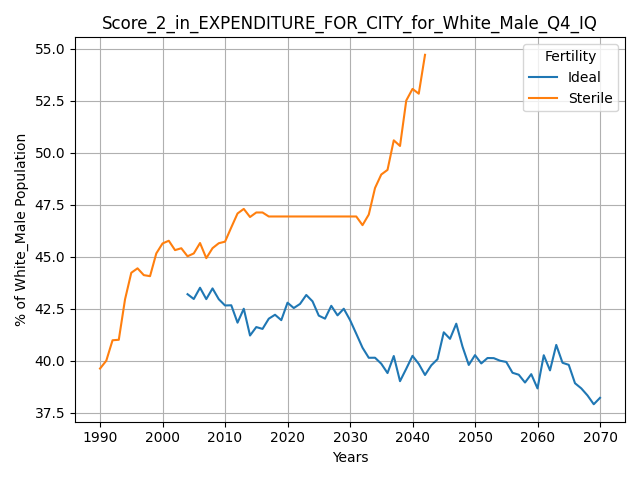 Score_2_in_EXPENDITURE_FOR_CITY_for_White_Male_Q4_IQ
Fertility
Ideal
Sterile
% of White_Male Population
55.0
52.5
50.0
47.5
45.0
42.5
40.0
37.5
1990 2000 2010 2020 2030 2040 2050 2060 2070
Years